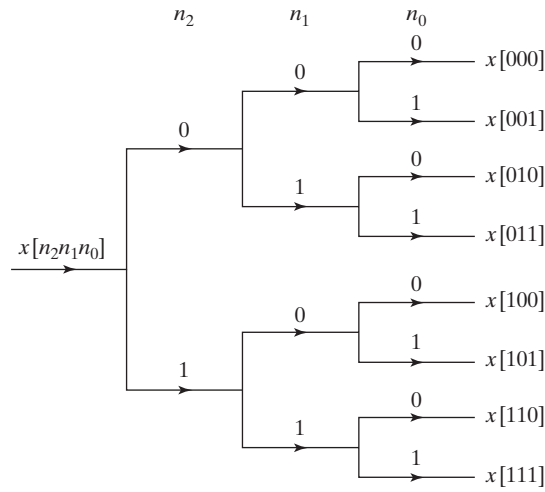 n₂ n₁ n₀
0 x[000]
0
1 x[001]
0
0 x[010]
1
1 x[011]
x[n₂n₁n₀]
0 x[100]
0
1 x[101]
1
0 x[110]
1
1 x[111]